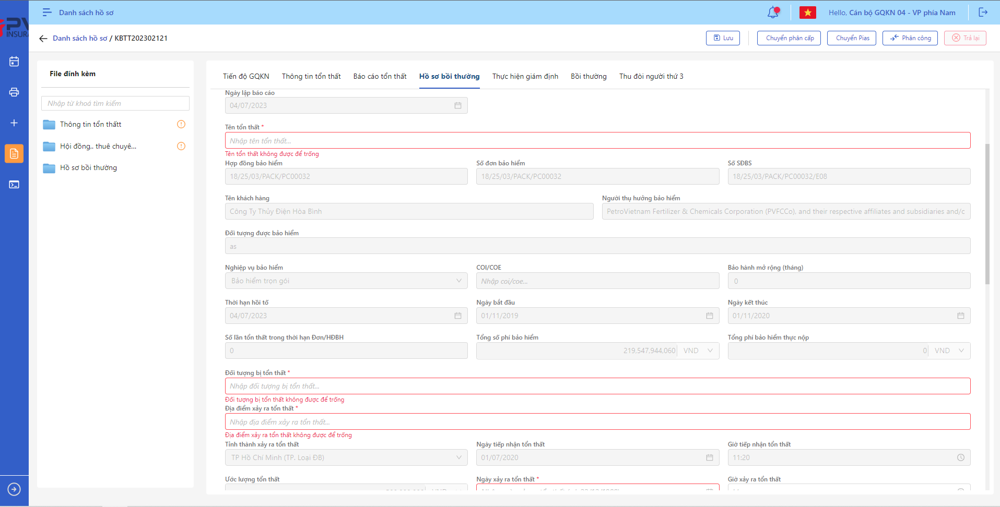 Danh sách hồ sơ
Hello, Cán bộ GQKN 04 - VP phía Nam
PV
INSURA
Danh sách hồ sơ / KBTT202302121
Lưu
Chuyển phân cấp
Chuyển Pias
Phân công
Trả lại
File đính kèm
Nhập từ khoá tìm kiếm
Thông tin tổn thấtt
Hội đồng,. thuê chuyê...
Hồ sơ bồi thường
Tiến độ GQKN
Thông tin tổn thất
Báo cáo tổn thất
Hồ sơ bồi thường
Thực hiện giám định
Bồi thường
Thu đòi người thứ 3
Ngày lập báo cáo
04/07/2023
Tên tổn thất *
Nhập tên tổn thất...
Tên tổn thất không được để trống
Hợp đồng bảo hiểm
Số đơn bảo hiểm
Số SĐBS
18/25/03/PACK/PC00032
18/25/03/PACK/PC00032
18/25/03/PACK/PC00032/E08
Tên khách hàng
Người thụ hưởng bảo hiểm
Công Ty Thủy Điện Hòa Bình
PetroVietnam Fertilizer & Chemicals Corporation (PVFCCo), and their respective affiliates and subsidiaries and/c
Đối tượng được bảo hiểm
as
Nghiệp vụ bảo hiểm
COI/COE
Bảo hành mở rộng (tháng)
Bảo hiểm trọn gói
Nhập coi/coe...
0
Thời hạn hồi tố
Ngày bắt đầu
Ngày kết thúc
04/07/2023
01/11/2019
01/11/2020
Số lần tổn thất trong thời hạn Đơn/HĐBH
Tổng số phí bảo hiểm
Tổng phí bảo hiểm thực nộp
0
219,547,944,060 VND
0 VND
Đối tượng bị tổn thất *
Nhập đối tượng bị tổn thất...
Đối tượng bị tổn thất không được để trống
Địa điểm xảy ra tổn thất *
Nhập địa điểm xảy ra tổn thất...
Địa điểm xảy ra tổn thất không được để trống
Tỉnh thành xảy ra tổn thất
Ngày tiếp nhận tổn thất
Giờ tiếp nhận tổn thất
TP Hồ Chí Minh (TP. Loại ĐB)
01/07/2020
11:20
Ước lượng tổn thất
Ngày xảy ra tổn thất *
Giờ xảy ra tổn thất